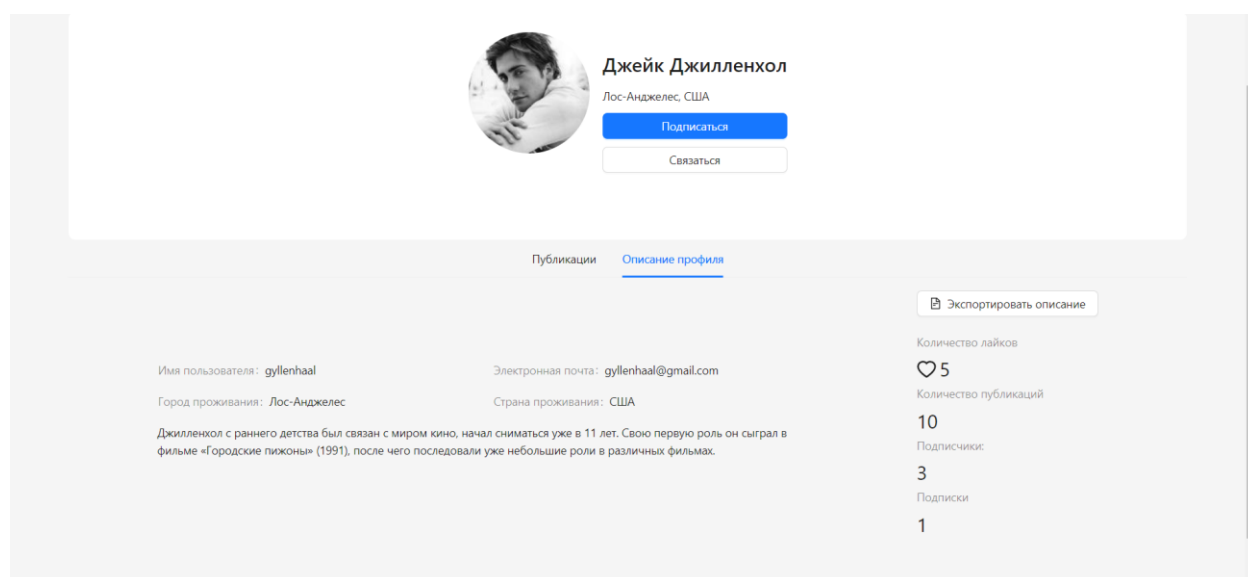 Джейк Джилленхол
Лос-Анджелес, США
Подписаться
Связаться
Публикации
Описание профиля
Экспортировать описание
Имя пользователя: gyllenhaal
Электронная почта: gyllenhaal@gmail.com
Город проживания: Лос-Анджелес
Страна проживания: США
Джилленхол с раннего детства был связан с миром кино, начал сниматься уже в 11 лет. Свою первую роль он сыграл в
фильме «Городские пижоны» (1991), после чего последовали уже небольшие роли в различных фильмах.
Количество лайков
5
Количество публикаций
10
Подписчики:
3
Подписки
1